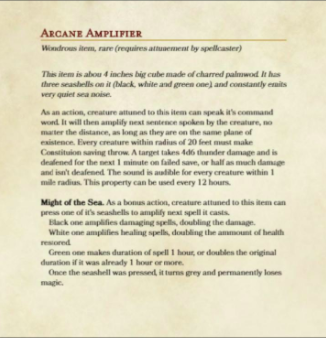 Arcane Amplifier
Wondrous item, rare (requires attunement by spellcaster)
This item is abou 4 inches big cube made of charred palmwod. It has
three seashells on it (black, white and green one), and constantly emits
very quiet sea noise.
As an action, creature attuned to this item can speak it's command
word. It will then amplify next sentence spoken by the creature, no
matter the distance, as long as they are on the same plane of
existence. Every creature within radius of 20 feet must make
Constituion saving throw. A target takes 4d6 thunder damage and is
deafened for the next 1 minute on failed save, or half as much damage
and isn't deafened. The sound is audible for every creature within 1
mile radius. This property can be used every 12 hours.
Might of the Sea. As a bonus action, creature attuned to this item can
press one of it's seashells to amplify next spell it casts.
Black one amplifies damaging spells, doubling the damage.
White one amplifies healing spells, doubling the ammount of health
restored.
Green one makes duration of spell 1 hour, or doubles the original
duration if it was already 1 hour or more.
Once the seashell was pressed, it turns grey and permanently loses
magic.